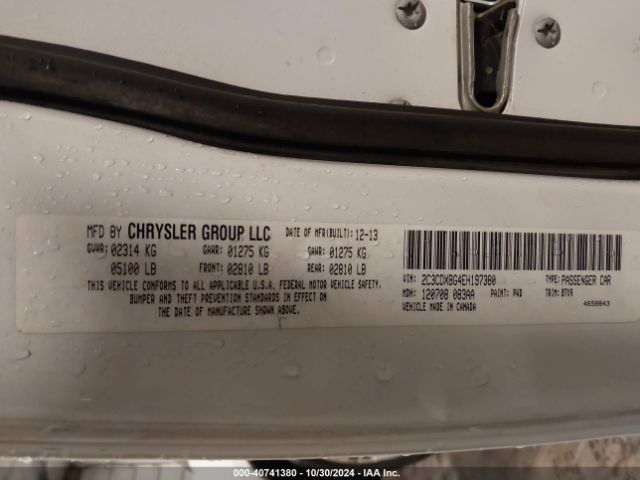 MFD BY CHRYSLER GROUP LLC DATE OF MFR(BUILT): 12-13
GVWR: 02314 KG GAWR: 01275 KG GAWR: 01275 KG
05100 LB FRONT: 02810 LB REAR: 02810 LB
THIS VEHICLE CONFORMS TO ALL APPLICABLE U.S.A. FEDERAL MOTOR VEHICLE SAFETY,
BUMPER AND THEFT PREVENTION STANDARDS IN EFFECT ON
THE DATE OF MANUFACTURE SHOWN ABOVE.
VIN: 2C3CDXBG4EH197380 TYPE: PASSENGER CAR
MDH: 120708 083AA PAINT: PW3 TRIM: B7X9
VEHICLE MADE IN CANADA 4658843
000-40741380 - 10/30/2024 - IAA Inc.